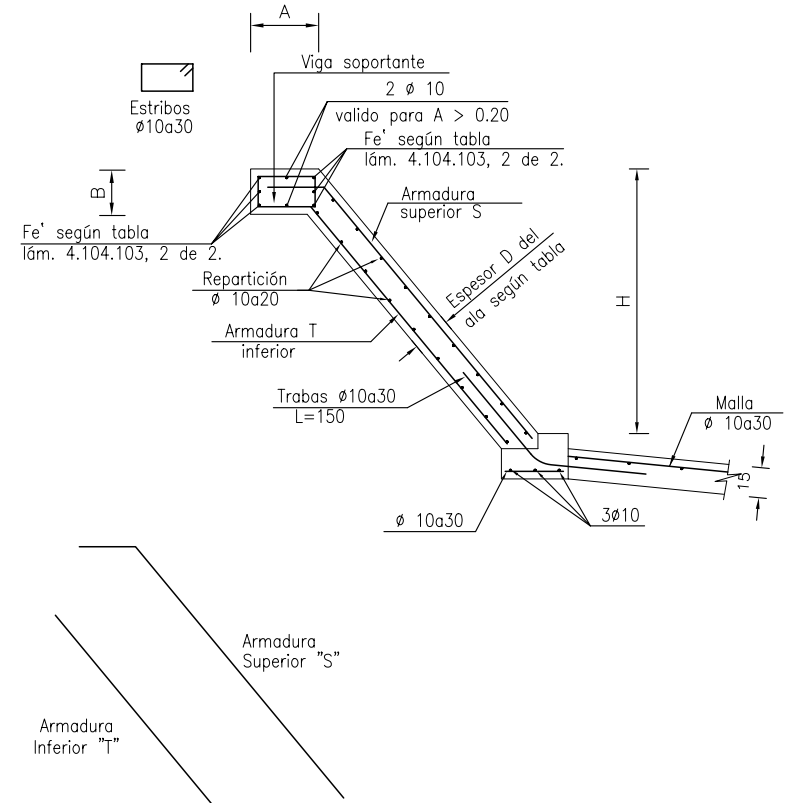 A
Viga soportante
2 ø 10
valido para A > 0.20
Estribos
ø10a30
Fe' según tabla
lám. 4.104.103, 2 de 2.
B
Armadura
superior S
Fe' según tabla
lám. 4.104.103, 2 de 2.
Espesor D del
ala según tabla
Repartición
ø 10a20
H
Armadura T
inferior
Trabas ø10a30
L=150
Malla
ø 10a30
15
ø 10a30
3ø10
Armadura
Superior "S"
Armadura
Inferior "T"